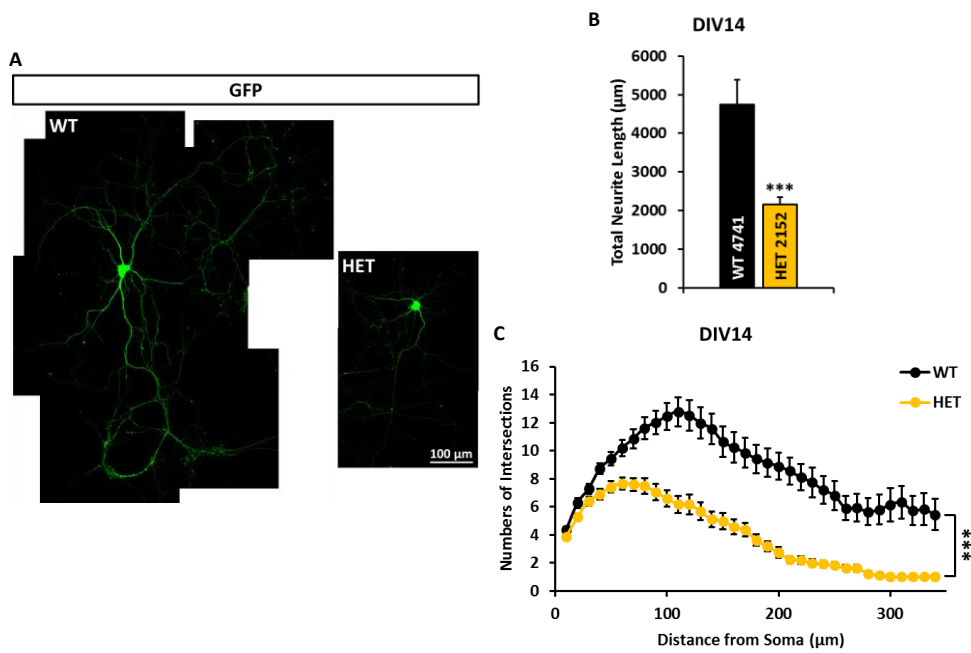 A
GFP
WT
HET
100 µm
B
DIV14
Total Neurite Length (µm)
6000
5000
4000
3000
2000
1000
0
WT 4741
HET 2152
***
C
DIV14
Numbers of Intersections
16
14
12
10
8
6
4
2
0
0 100 200 300
Distance from Soma (µm)
WT
HET
***